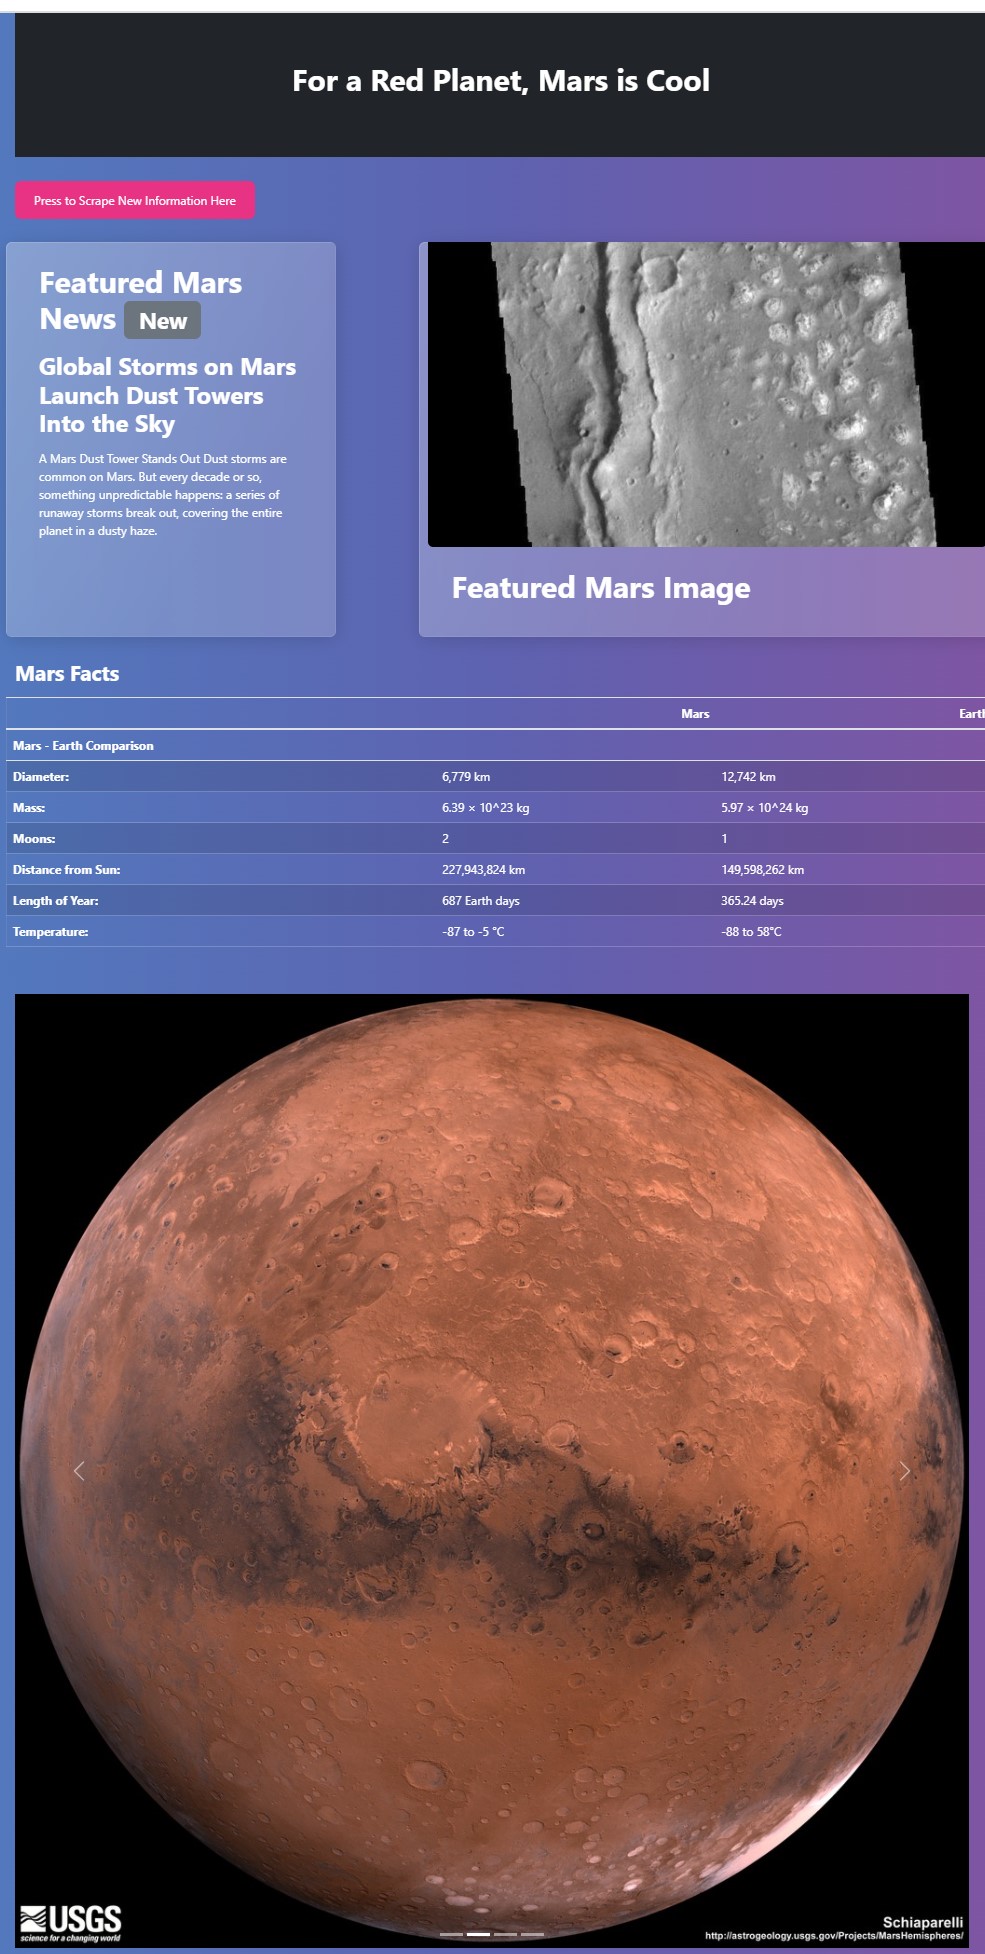 For a Red Planet, Mars is Cool
Press to Scrape New Information Here
Featured Mars
News New
Global Storms on Mars
Launch Dust Towers
Into the Sky
A Mars Dust Tower Stands Out Dust storms are
common on Mars. But every decade or so,
something unpredictable happens: a series of
runaway storms break out, covering the entire
planet in a dusty haze.
Featured Mars Image
Mars Facts
Mars Earth
Mars - Earth Comparison
Diameter: 6,779 km 12,742 km
Mass: 6.39 × 10^23 kg 5.97 × 10^24 kg
Moons: 2 1
Distance from Sun: 227,943,824 km 149,598,262 km
Length of Year: 687 Earth days 365.24 days
Temperature: -87 to -5 °C -88 to 58°C
USGS
science for a changing world
Schiaparelli
http://astrogeology.usgs.gov/Projects/MarsHemispheres/